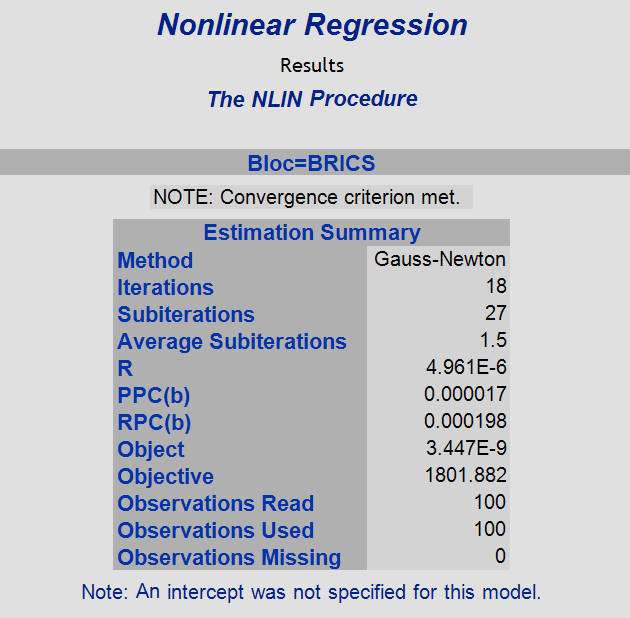 Nonlinear Regression
Results
The NLIN Procedure
Bloc=BRICS
NOTE: Convergence criterion met.
Estimation Summary
Method Gauss-Newton
Iterations 18
Subiterations 27
Average Subiterations 1.5
R 4.961E-6
PPC(b) 0.000017
RPC(b) 0.000198
Object 3.447E-9
Objective 1801.882
Observations Read 100
Observations Used 100
Observations Missing 0
Note: An intercept was not specified for this model.